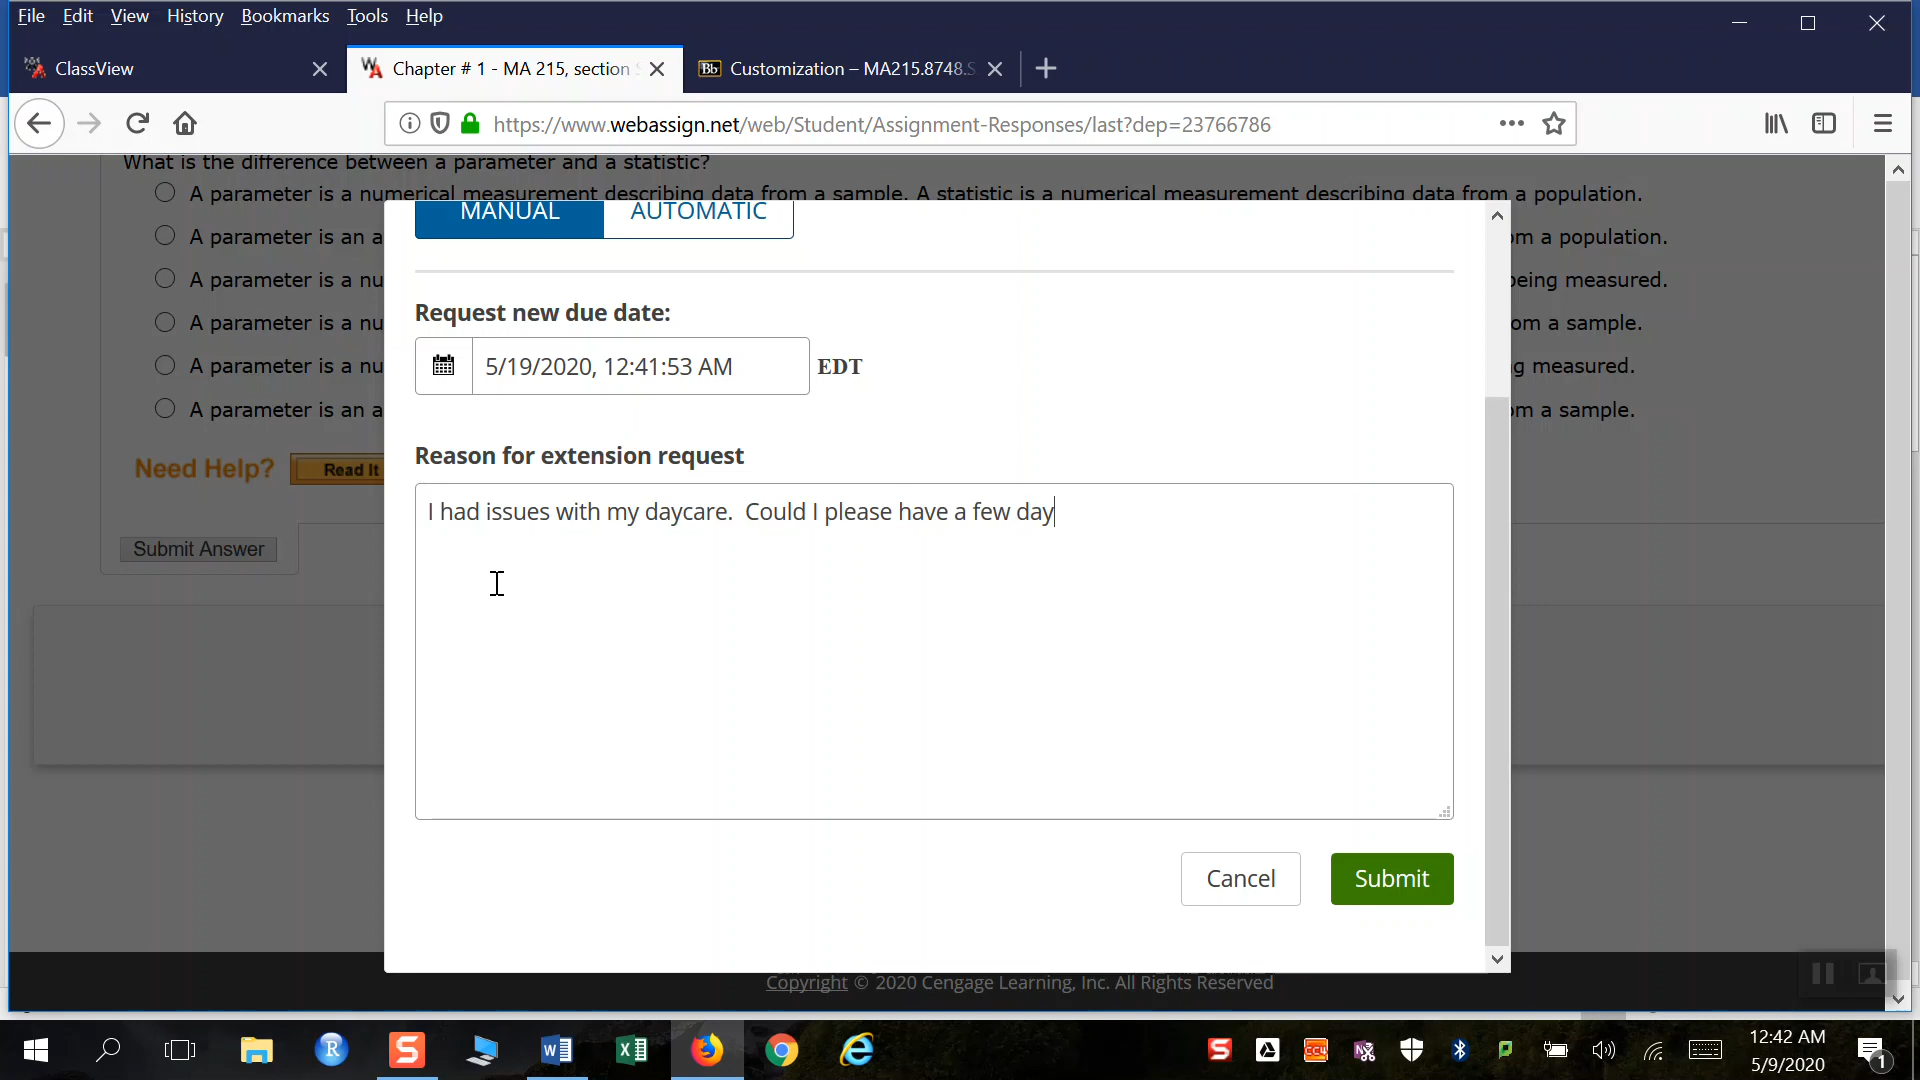 File Edit View History Bookmarks Tools Help
ClassView
Chapter # 1 - MA 215, section
Bb Customization – MA215.8748.S
https://www.webassign.net/web/Student/Assignment-Responses/last?dep=23766786
What is the difference between a parameter and a statistic?
A parameter is a numerical measurement describing data from a sample. A statistic is a numerical measurement describing data from a population.
A parameter is an a
om a population.
A parameter is a nu
being measured.
A parameter is a nu
om a sample.
A parameter is a nu
g measured.
A parameter is an a
om a sample.
Need Help? Read It
Submit Answer
MANUAL AUTOMATIC
Request new due date:
5/19/2020, 12:41:53 AM EDT
Reason for extension request
I had issues with my daycare.  Could I please have a few day
Cancel Submit
Copyright © 2020 Cengage Learning, Inc. All Rights Reserved
12:42 AM
5/9/2020
1